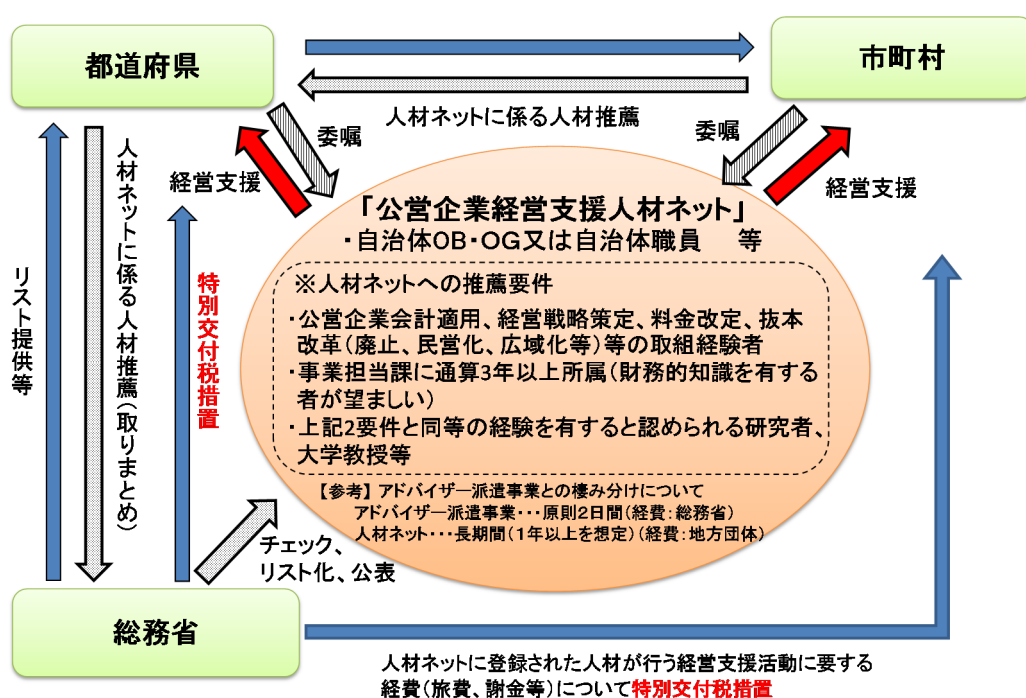 都道府県
市町村
人材ネットに係る人材推薦
委嘱
委嘱
経営支援
経営支援
「公営企業経営支援人材ネット」
・自治体OB・OG又は自治体職員　等
※人材ネットへの推薦要件
・公営企業会計適用、経営戦略策定、料金改定、抜本
改革(廃止、民営化、広域化等)等の取組経験者
・事業担当課に通算3年以上所属(財務的知識を有する
者が望ましい)
・上記2要件と同等の経験を有すると認められる研究者、
大学教授等
【参考】アドバイザー派遣事業との棲み分けについて
アドバイザー派遣事業・・・原則2日間(経費:総務省)
人材ネット・・・長期間(1年以上を想定)(経費:地方団体)
リスト提供等
人材ネットに係る人材推薦(取りまとめ)
特別交付税措置
チェック、
リスト化、公表
総務省
人材ネットに登録された人材が行う経営支援活動に要する
経費(旅費、謝金等)について特別交付税措置